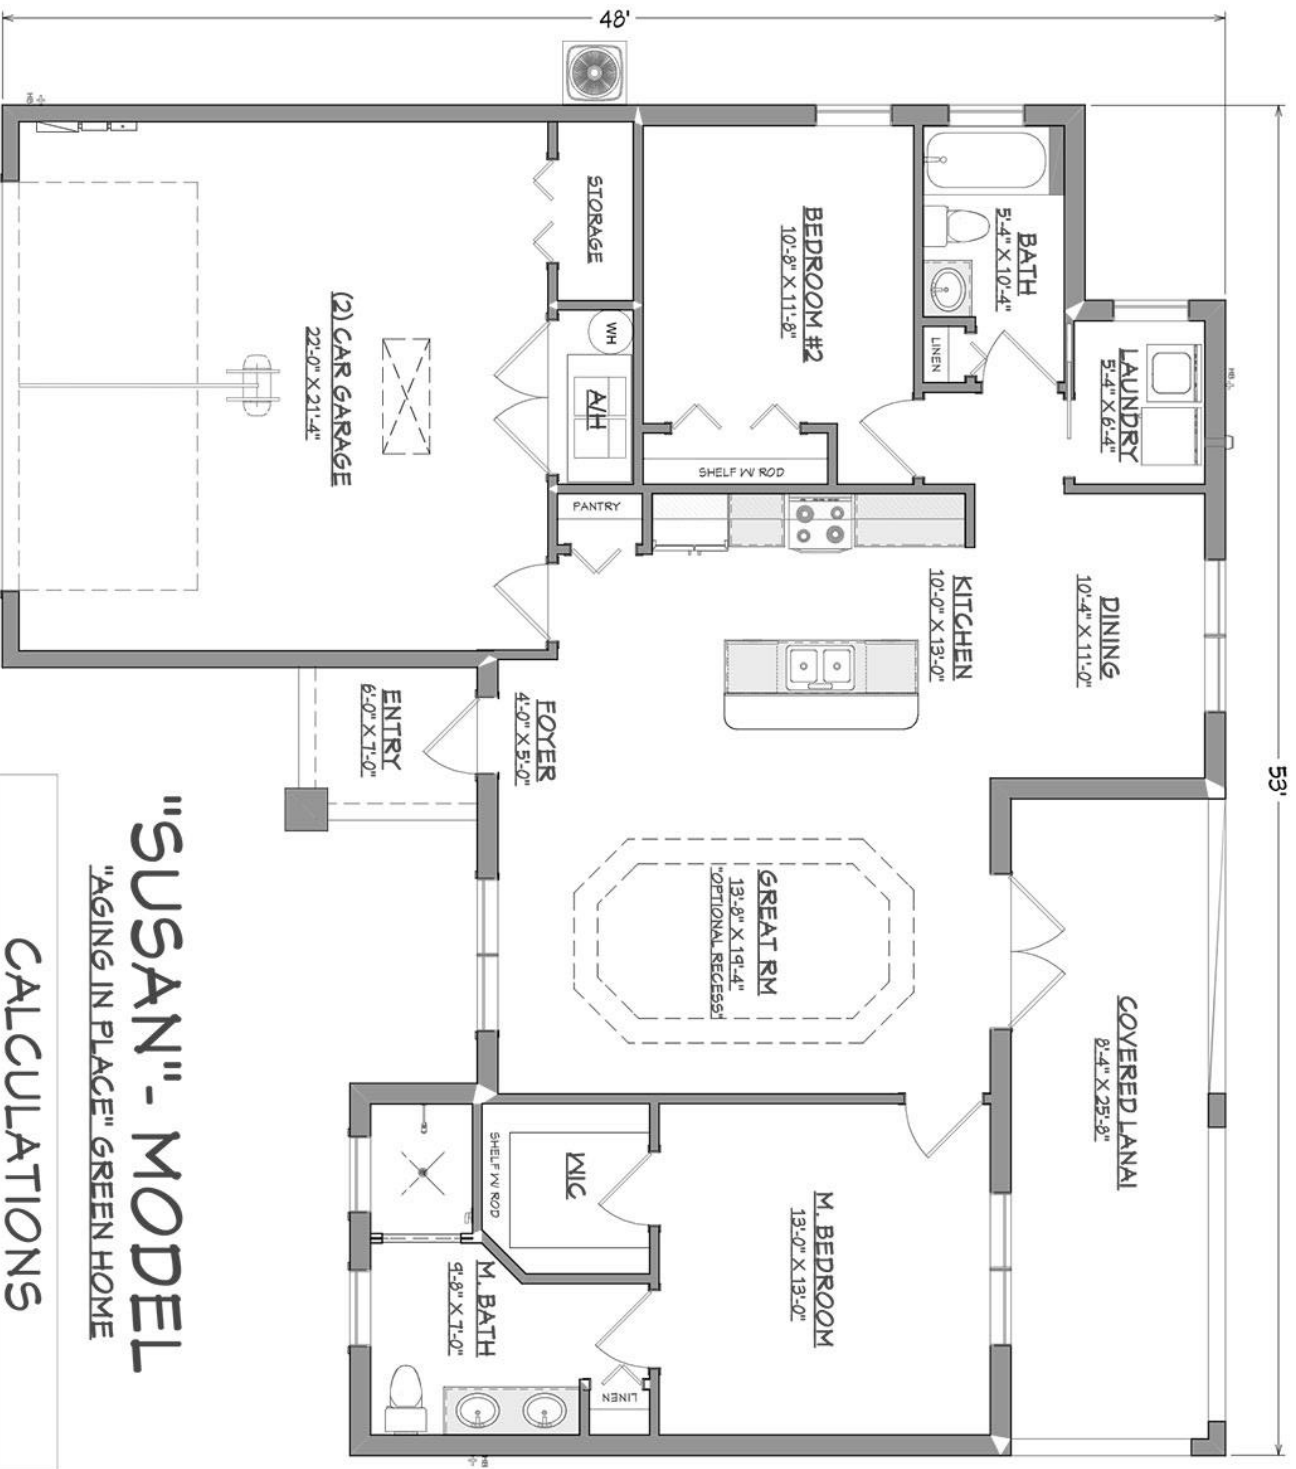 48'
53'
HB
STORAGE
(2) CAR GARAGE
22'-0" X 21'-4"
WH
A/H
PANTRY
BEDROOM #2
10'-8" X 11'-8"
SHELF W/ ROD
BATH
5'-4" X 10'-4"
LINEN
LAUNDRY
5'-4" X 6'-4"
HB
KITCHEN
10'-0" X 13'-0"
DINING
10'-4" X 11'-0"
FOYER
4'-0" X 5'-0"
ENTRY
6'-0" X 7'-0"
GREAT RM
13'-8" X 19'-4"
"OPTIONAL RECESS"
COVERED LANAI
8'-4" X 25'-8"
M. BEDROOM
13'-0" X 13'-0"
WIC
SHELF W/ ROD
M. BATH
9'-8" X 7'-0"
LINEN
HB
"SUSAN" - MODEL
"AGING IN PLACE" GREEN HOME
CALCULATIONS